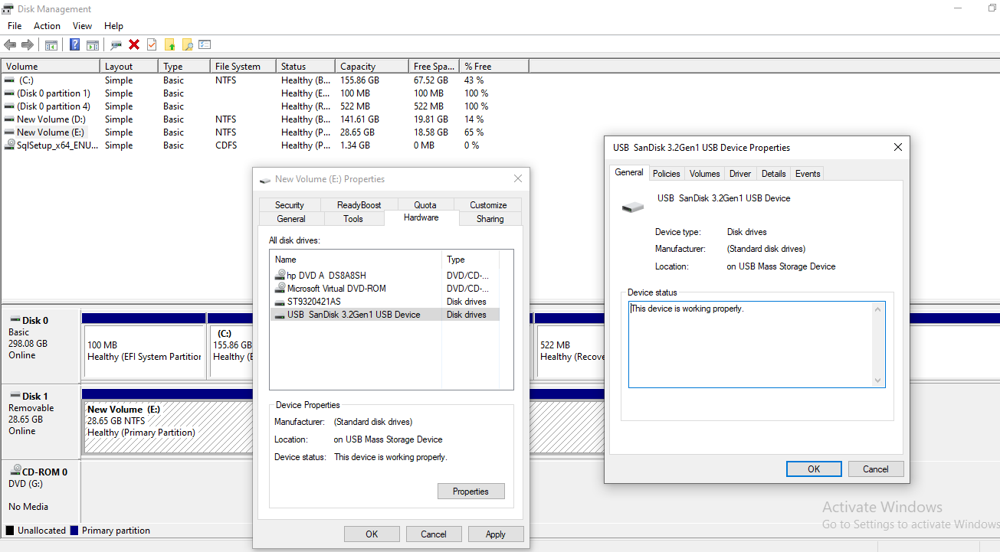 Disk Management
File Action View Help
Volume Layout Type File System Status Capacity Free Spa... % Free
(C:) Simple Basic NTFS Healthy (B... 155.86 GB 67.52 GB 43 %
(Disk 0 partition 1) Simple Basic Healthy (E... 100 MB 100 MB 100 %
(Disk 0 partition 4) Simple Basic Healthy (R... 522 MB 522 MB 100 %
New Volume (D:) Simple Basic NTFS Healthy (B... 141.61 GB 19.81 GB 14 %
New Volume (E:) Simple Basic NTFS Healthy (P... 28.65 GB 18.58 GB 65 %
SqlSetup_x64_ENU... Simple Basic CDFS Healthy (P... 1.34 GB 0 MB 0 %
Disk 0
Basic
298.08 GB
Online
100 MB
Healthy (EFI System Partition
(C:)
155.86 GB
Healthy (B
522 MB
Healthy (Recove
Disk 1
Removable
28.65 GB
Online
New Volume (E:)
28.65 GB NTFS
Healthy (Primary Partition)
CD-ROM 0
DVD (G:)
No Media
Unallocated Primary partition
New Volume (E:) Properties
Security ReadyBoost Quota Customize
General Tools Hardware Sharing
All disk drives:
Name Type
hp DVD A DS8A8SH DVD/CD-...
Microsoft Virtual DVD-ROM DVD/CD-...
ST9320421AS Disk drives
USB SanDisk 3.2Gen1 USB Device Disk drives
Device Properties
Manufacturer: (Standard disk drives)
Location: on USB Mass Storage Device
Device status: This device is working properly.
Properties
OK Cancel Apply
USB SanDisk 3.2Gen1 USB Device Properties
General Policies Volumes Driver Details Events
USB SanDisk 3.2Gen1 USB Device
Device type: Disk drives
Manufacturer: (Standard disk drives)
Location: on USB Mass Storage Device
Device status
This device is working properly.
OK Cancel
Activate Windows
Go to Settings to activate Windows